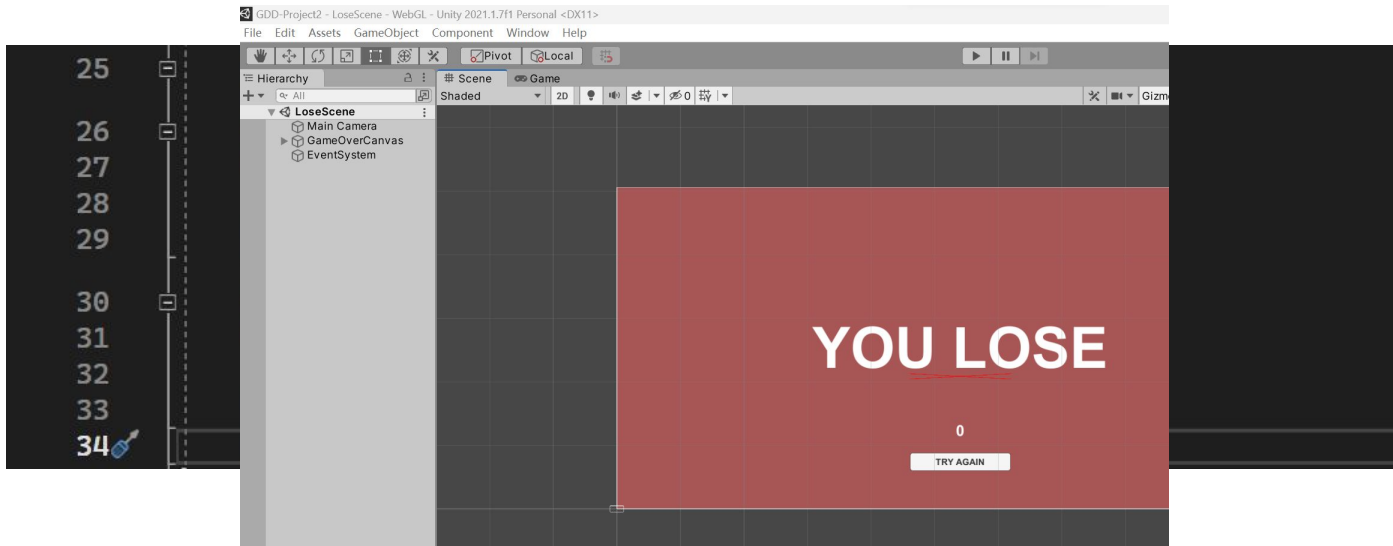 GDD-Project2 - LoseScene - WebGL - Unity 2021.1.7f1 Personal <DX11>
File Edit Assets GameObject Component Window Help
Pivot Local
Hierarchy # Scene Game
All Shaded 2D 0 Gizm
LoseScene
Main Camera
GameOverCanvas
EventSystem
25
26
27
28
29
30
31
32
33
34
YOU LOSE
0
TRY AGAIN